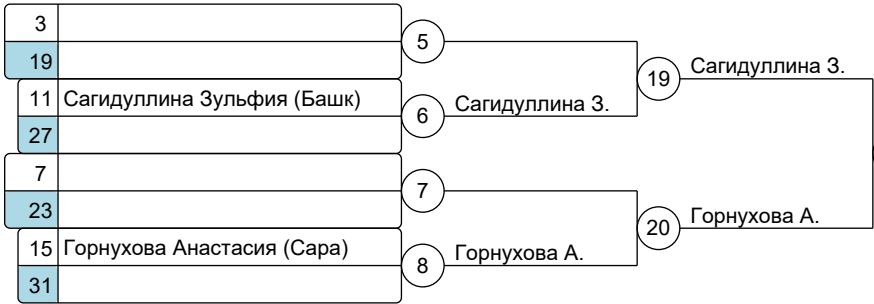 3
5
19
19 Сагидуллина З.
11 Сагидуллина Зульфия (Башк)
6 Сагидуллина З.
27
7
7
23
20 Горнухова А.
15 Горнухова Анастасия (Сара)
8 Горнухова А.
31